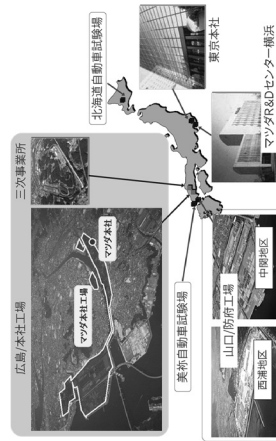 広島/本社工場
マツダ本社工場
マツダ本社
三次事業所
北海道自動車試験場
東京本社
マツダR&Dセンター横浜
美祢自動車試験場
山口/防府工場
西浦地区
中関地区